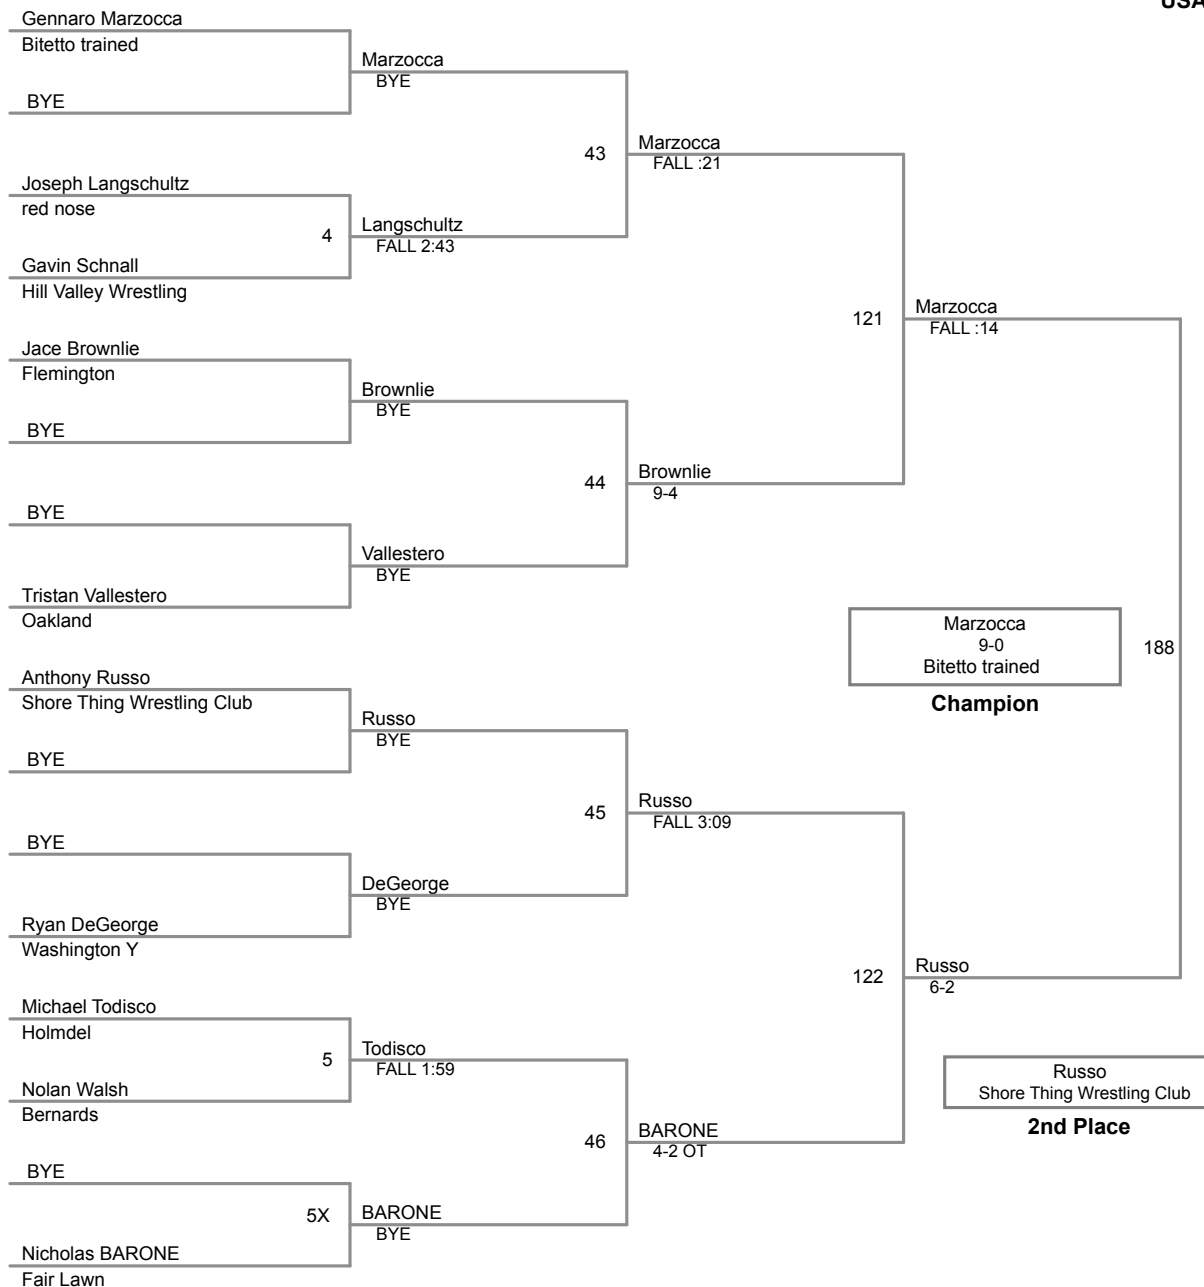 USA
Gennaro Marzocca
Bitetto trained
Marzocca
BYE
BYE
43
Marzocca
FALL :21
Joseph Langschultz
red nose
4
Langschultz
FALL 2:43
Gavin Schnall
Hill Valley Wrestling
121
Marzocca
FALL :14
Jace Brownlie
Flemington
Brownlie
BYE
BYE
44
Brownlie
9-4
BYE
Vallestero
BYE
Tristan Vallestero
Oakland
Marzocca
9-0
Bitetto trained
Champion
188
Anthony Russo
Shore Thing Wrestling Club
Russo
BYE
BYE
45
Russo
FALL 3:09
BYE
DeGeorge
BYE
Ryan DeGeorge
Washington Y
122
Russo
6-2
Michael Todisco
Holmdel
5
Todisco
FALL 1:59
Nolan Walsh
Bernards
Russo
Shore Thing Wrestling Club
2nd Place
46
BARONE
4-2 OT
BYE
5X
BARONE
BYE
Nicholas BARONE
Fair Lawn